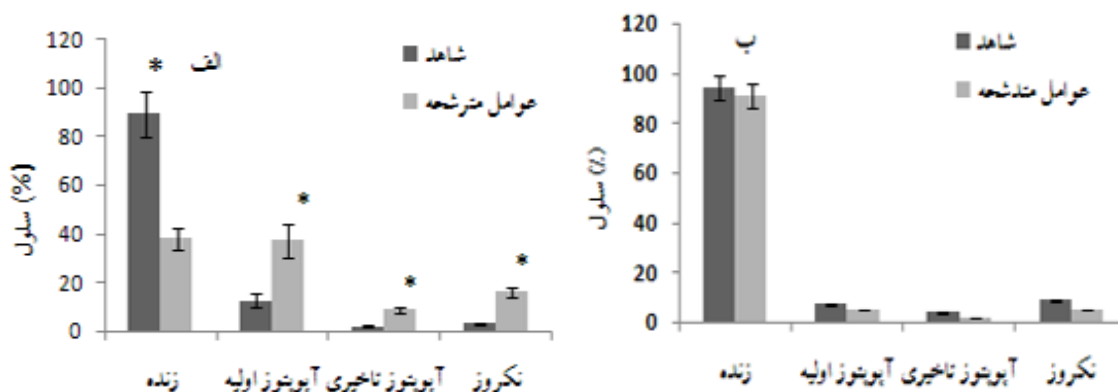 الف
*
شاهد
عوامل مترشحه
سلول (%)
120
100
80
60
40
20
0
*
*
*
زنده
آپوپتوز اولیه
آپوپتوز تاخیری
نکروز
ب
شاهد
عوامل متدشحه
سلول (٪)
120
100
80
60
40
20
0
زنده
آپوپتوز اولیه
آپوپتوز تاخیری
نکروز